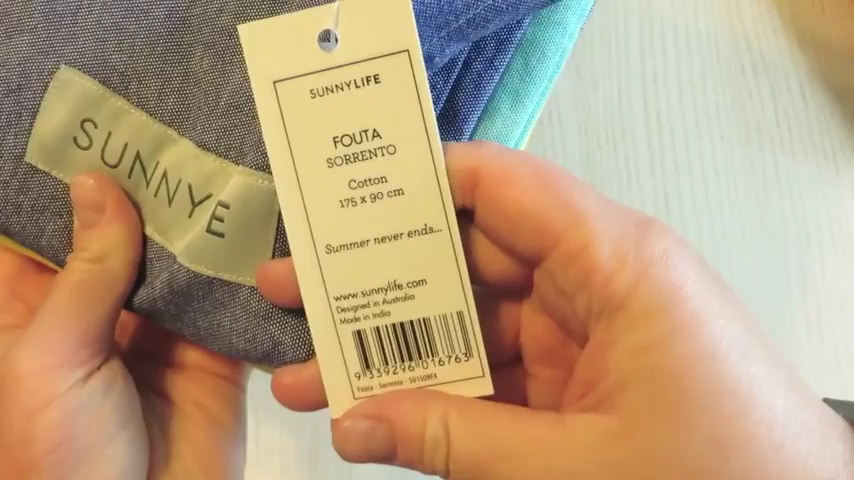 SUNNYE
SUNNYLIFE
FOUTA
SORRENTO
Cotton
175 x 90 cm
Summer never ends...
www.sunnylife.com
Designed in Australia
Made in India
9 339296 016763